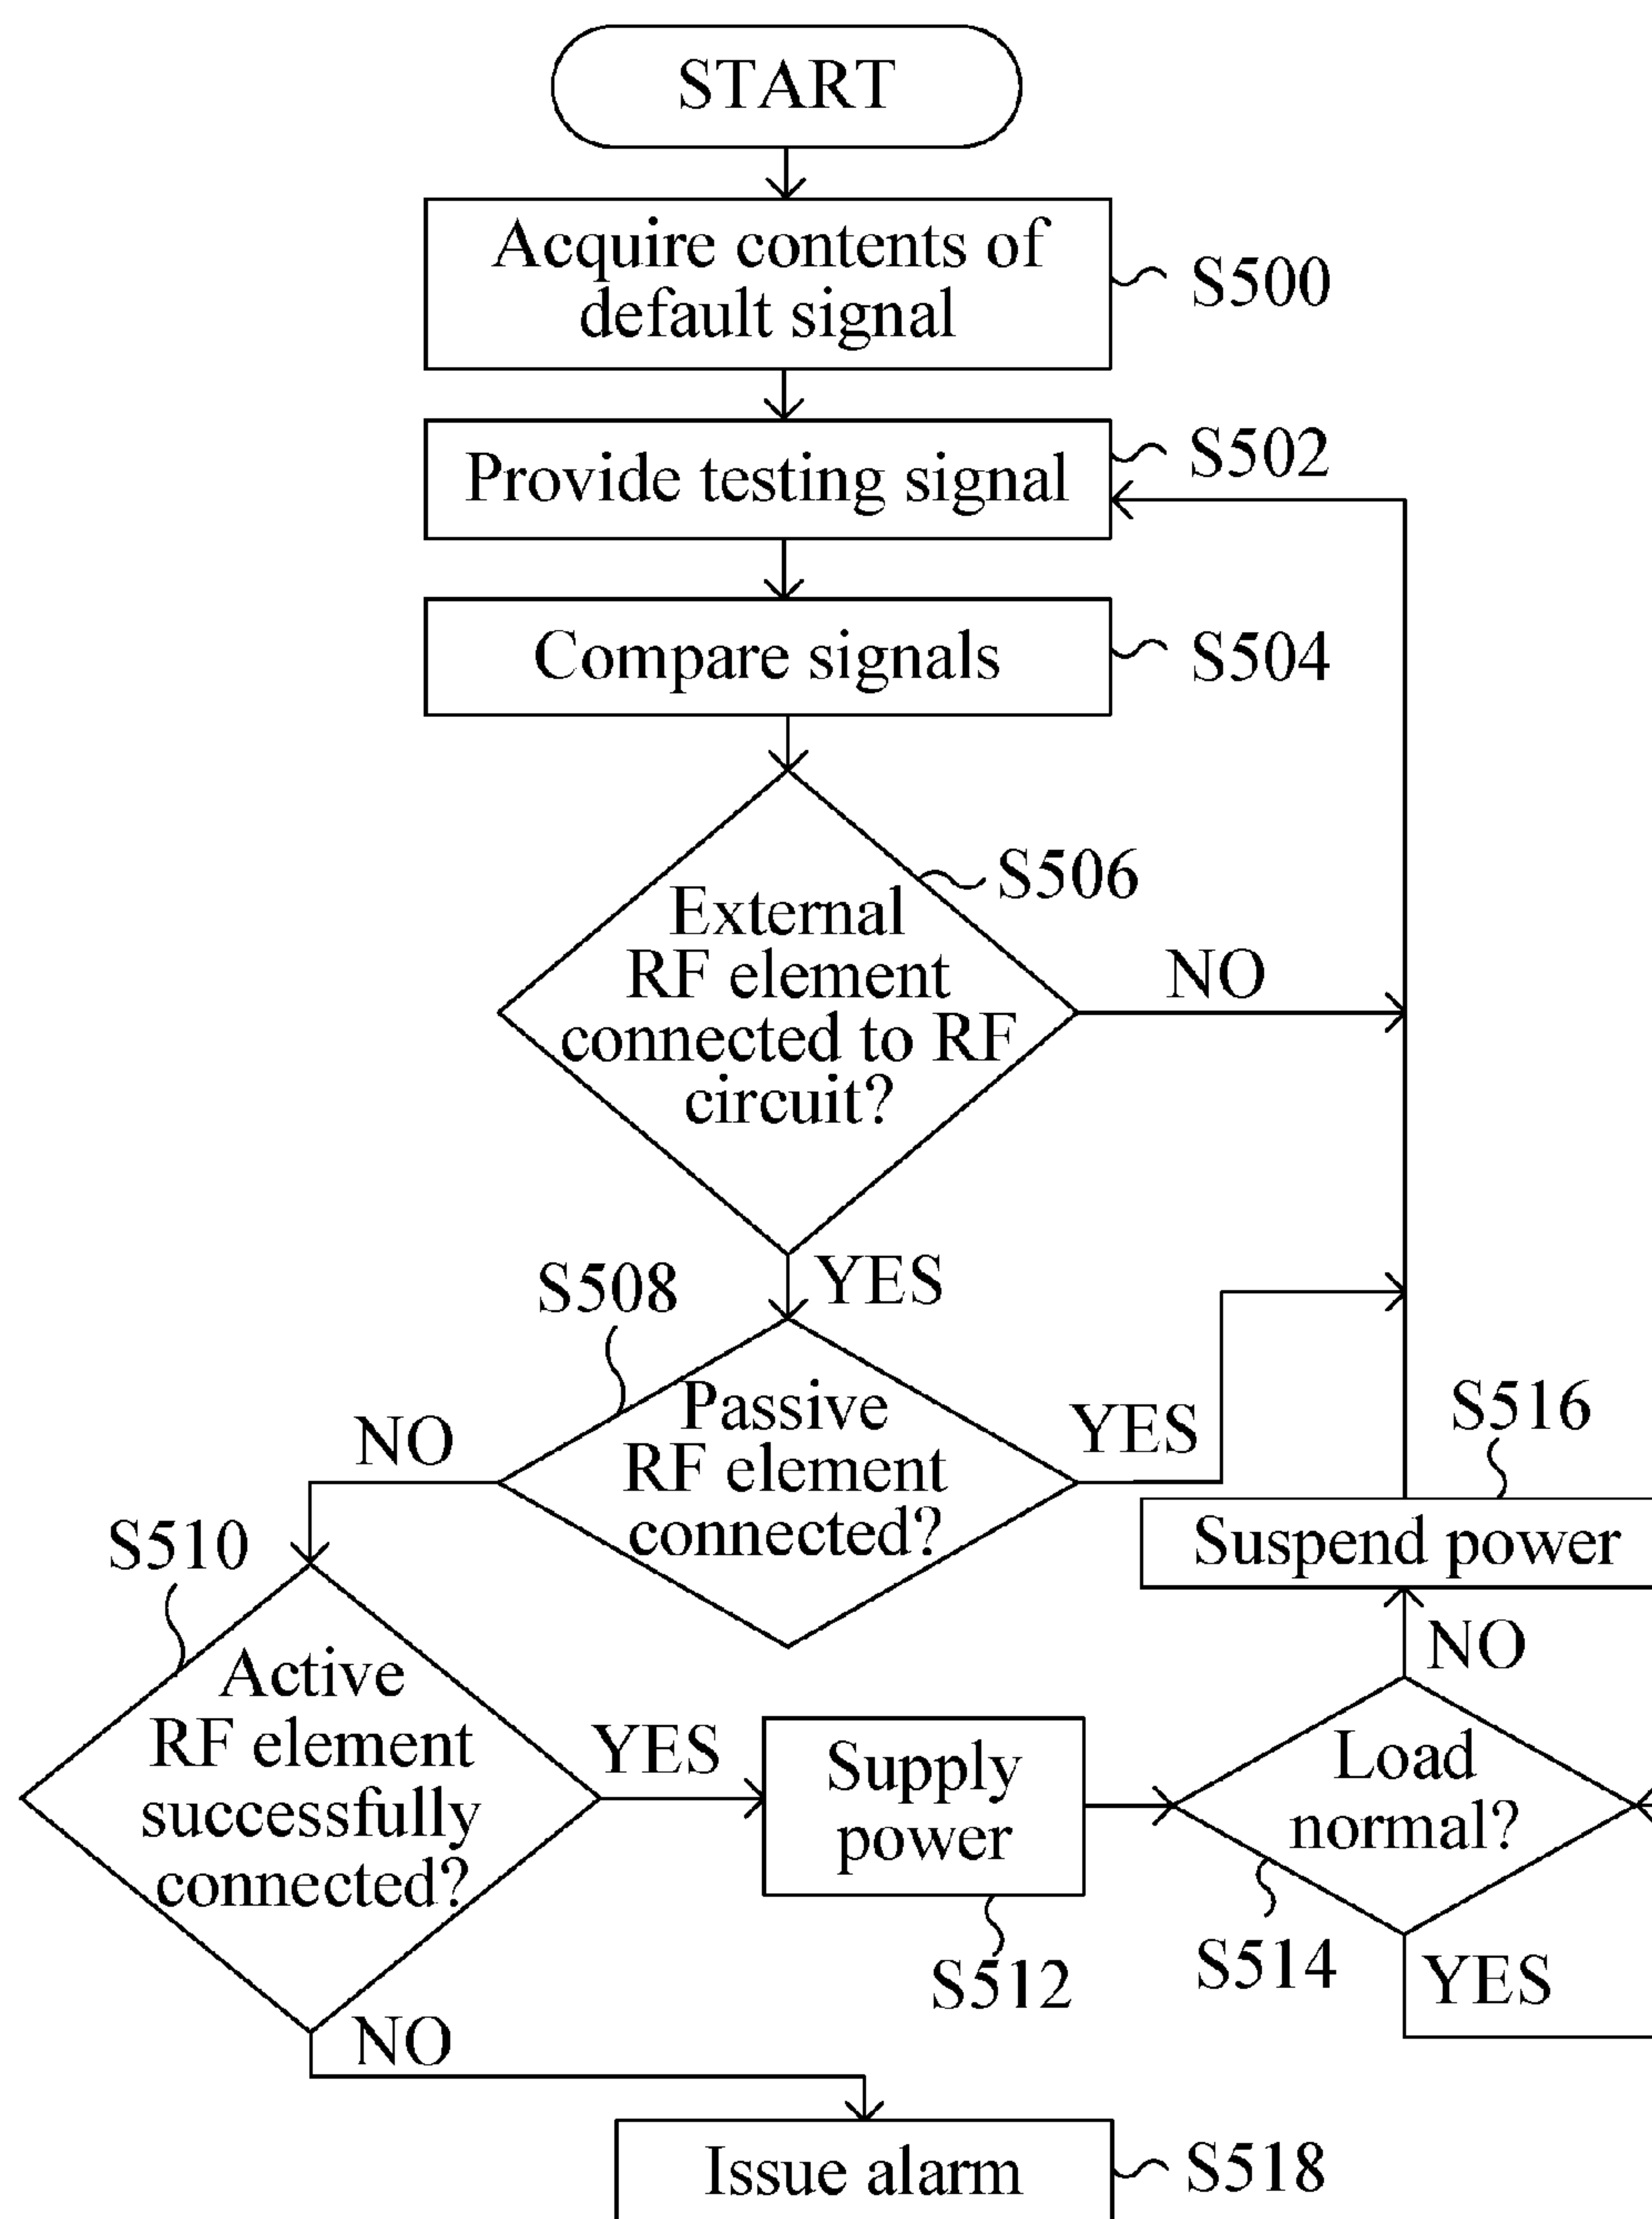 START
Acquire contents of
default signal
S500
Provide testing signal
S502
Compare signals
S504
S506
External
RF element
connected to RF
circuit?
NO
YES
S508
Passive
RF element
connected?
NO
YES
S516
Suspend power
S510
Active
RF element
successfully
connected?
YES
Supply
power
S512
NO
Load
normal?
S514
YES
NO
Issue alarm
S518